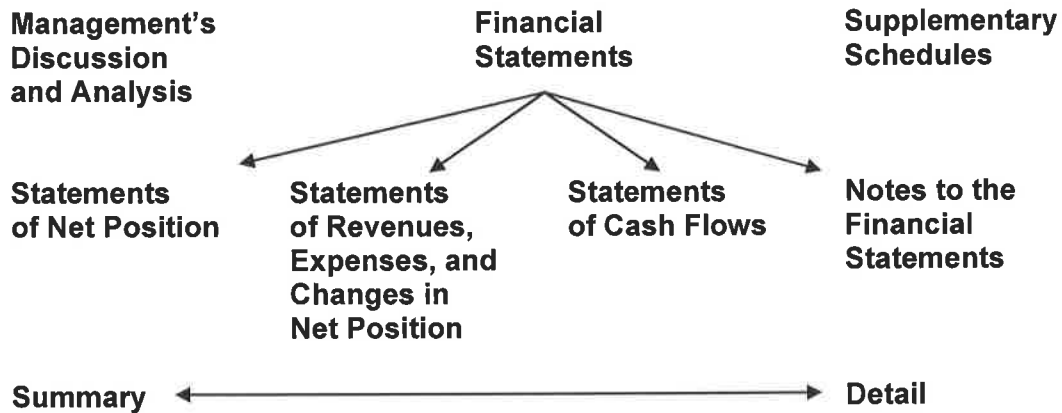 Management's
Discussion
and Analysis
Financial
Statements
Supplementary
Schedules
Statements
of Net Position
Statements
of Revenues,
Expenses, and
Changes in
Net Position
Statements
of Cash Flows
Notes to the
Financial
Statements
Summary
Detail